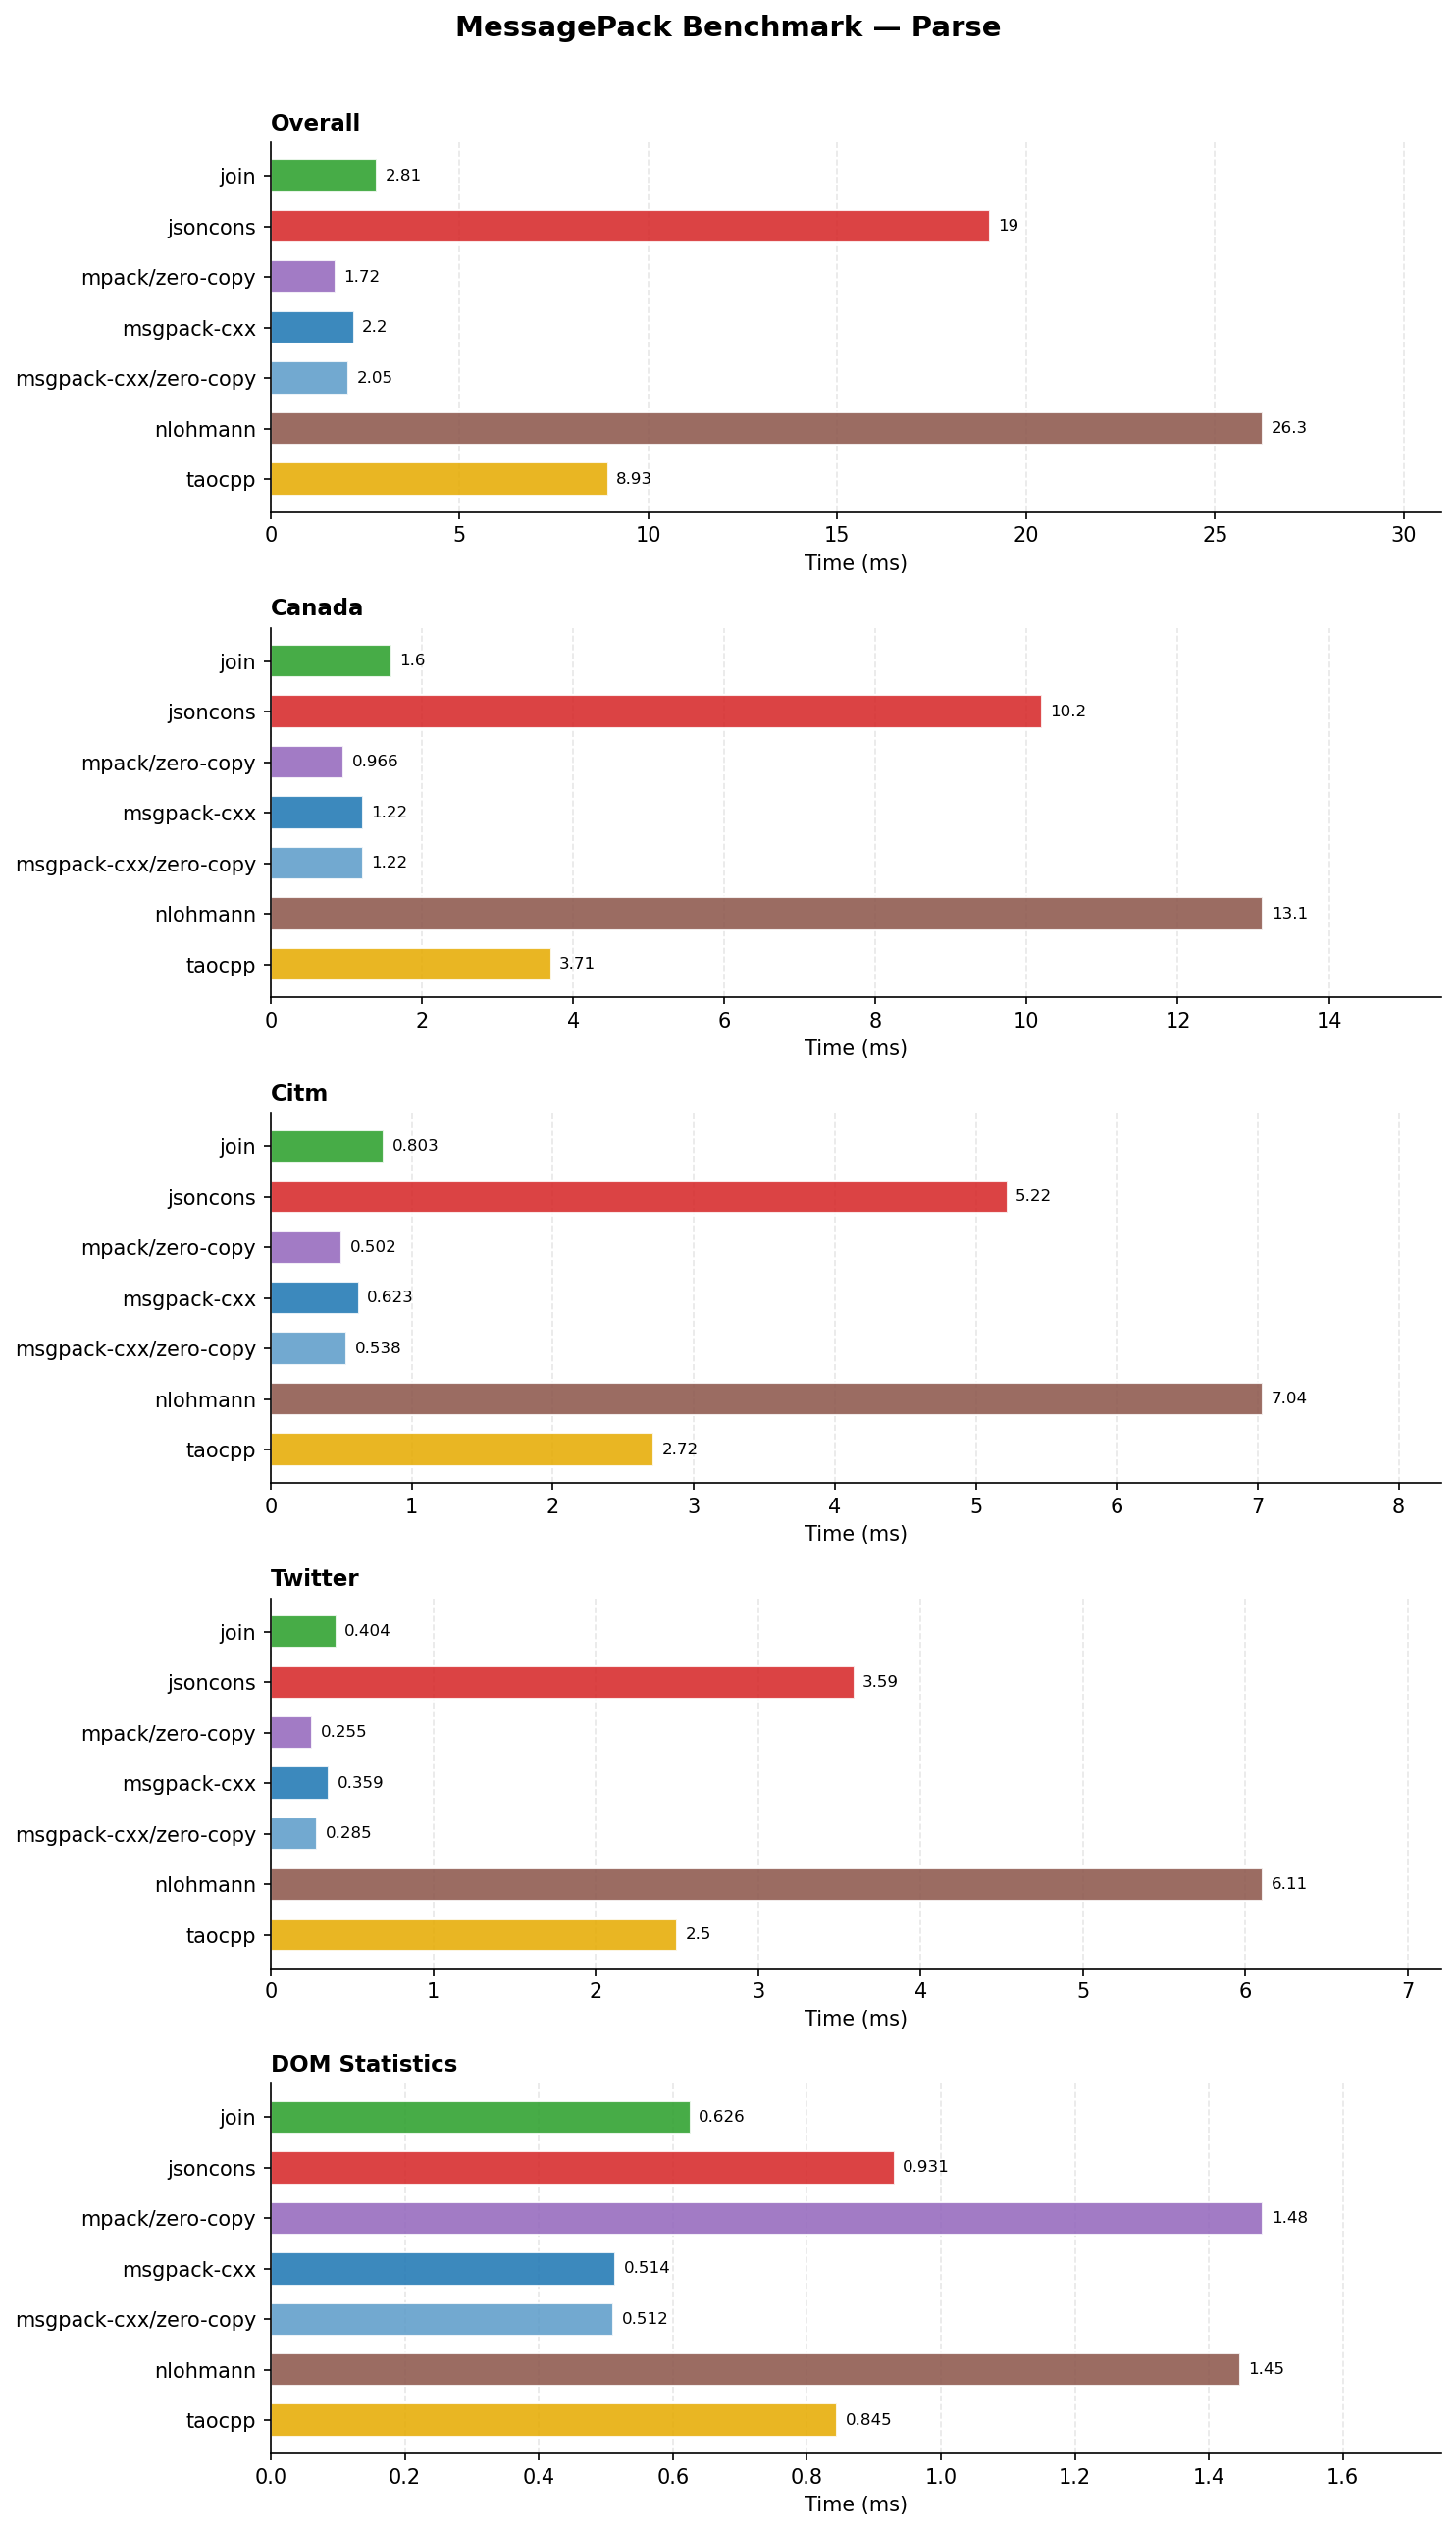 MessagePack Benchmark — Parse
Overall
join 2.81
jsoncons 19
mpack/zero-copy 1.72
msgpack-cxx 2.2
msgpack-cxx/zero-copy 2.05
nlohmann 26.3
taocpp 8.93
0 5 10 15 20 25 30
Time (ms)
Canada
join 1.6
jsoncons 10.2
mpack/zero-copy 0.966
msgpack-cxx 1.22
msgpack-cxx/zero-copy 1.22
nlohmann 13.1
taocpp 3.71
0 2 4 6 8 10 12 14
Time (ms)
Citm
join 0.803
jsoncons 5.22
mpack/zero-copy 0.502
msgpack-cxx 0.623
msgpack-cxx/zero-copy 0.538
nlohmann 7.04
taocpp 2.72
0 1 2 3 4 5 6 7 8
Time (ms)
Twitter
join 0.404
jsoncons 3.59
mpack/zero-copy 0.255
msgpack-cxx 0.359
msgpack-cxx/zero-copy 0.285
nlohmann 6.11
taocpp 2.5
0 1 2 3 4 5 6 7
Time (ms)
DOM Statistics
join 0.626
jsoncons 0.931
mpack/zero-copy 1.48
msgpack-cxx 0.514
msgpack-cxx/zero-copy 0.512
nlohmann 1.45
taocpp 0.845
0.0 0.2 0.4 0.6 0.8 1.0 1.2 1.4 1.6
Time (ms)